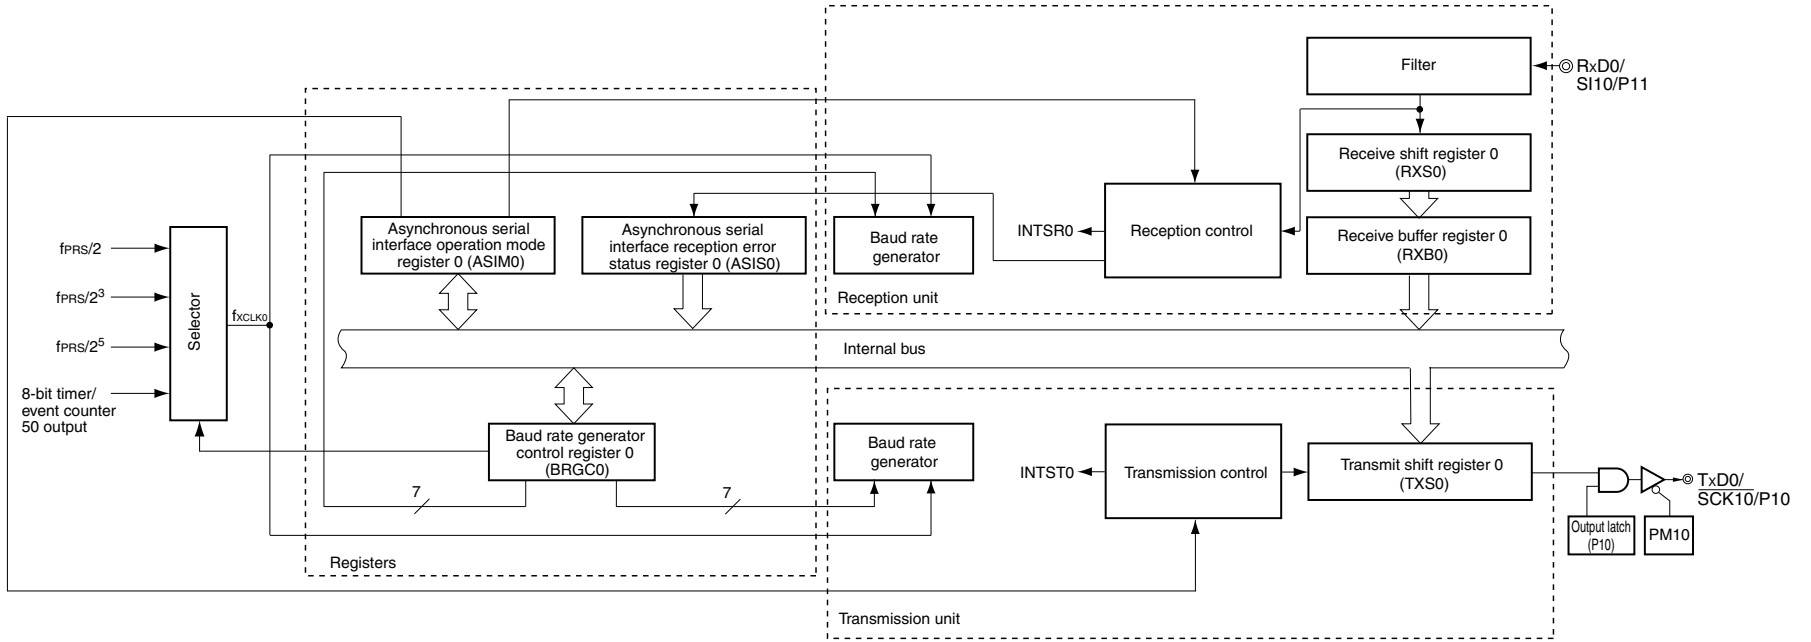 Filter
RxD0/
SI10/P11
Receive shift register 0
(RXS0)
Asynchronous serial
interface operation mode
register 0 (ASIM0)
Asynchronous serial
interface reception error
status register 0 (ASIS0)
Baud rate
generator
INTSR0
Reception control
Receive buffer register 0
(RXB0)
Reception unit
fPRS/2
fPRS/2³
fPRS/2⁵
8-bit timer/
event counter
50 output
Selector
fXCLK0
Internal bus
Baud rate generator
control register 0
(BRGC0)
7
7
Baud rate
generator
INTST0
Transmission control
Transmit shift register 0
(TXS0)
TxD0/
SCK10/P10
Output latch
(P10)
PM10
Registers
Transmission unit